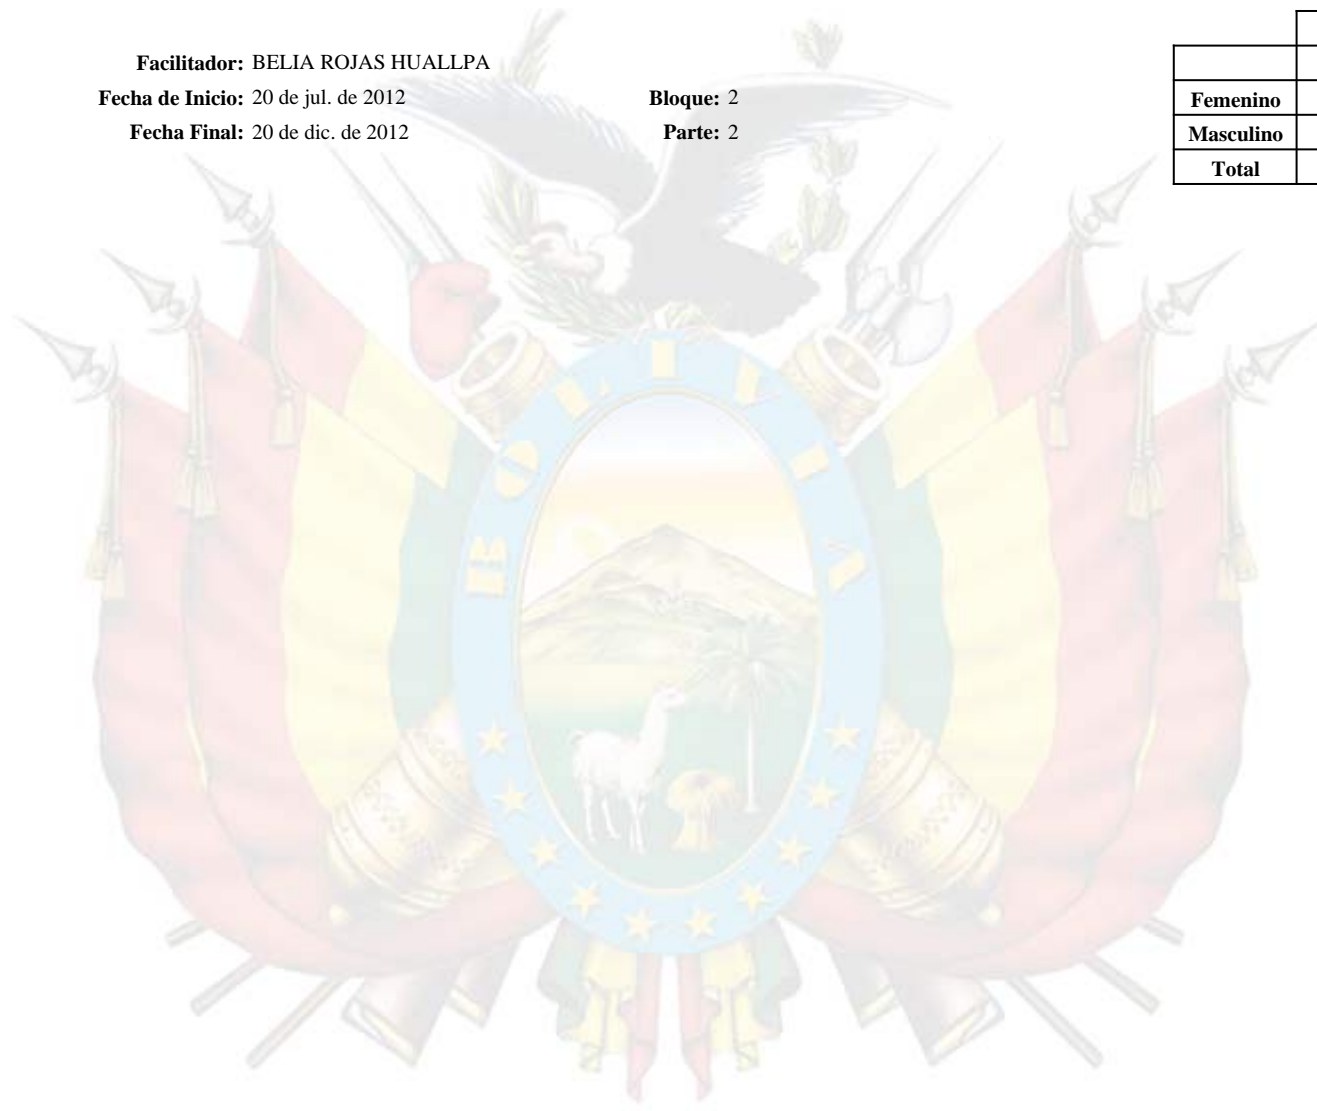 Facilitador: BELIA ROJAS HUALLPA
Fecha de Inicio: 20 de jul. de 2012 Bloque: 2
Fecha Final: 20 de dic. de 2012 Parte: 2
Femenino
Masculino
Total
BOLIVIA